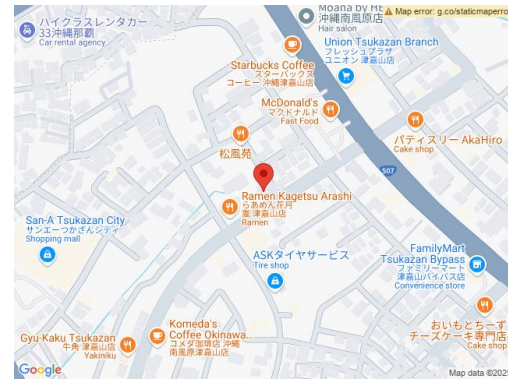 ハイクラスレンタカー
33沖縄那覇
Car rental agency
Moana by HE
沖縄南風原店
Hair salon
Map error: g.co/staticmaperro
Starbucks Coffee
スターバックス
コーヒー 沖縄津嘉山店
Union Tsukazan Branch
フレッシュプラザ
ユニオン 津嘉山店
McDonald's
マクドナルド
Fast Food
パティスリー AkaHiro
Cake shop
松風苑
507
Ramen Kagetsu Arashi
らあめん花月
嵐 津嘉山店
Ramen
San-A Tsukazan City
サンエーつかざんシティ
Shopping mall
ASKタイヤサービス
Tire shop
FamilyMart
Tsukazan Bypass
ファミリーマート
津嘉山バイパス店
Convenience store
Gyu-Kaku Tsukazan
牛角 津嘉山店
Yakiniku
Komeda's
Coffee Okinawa...
コメダ珈琲店 沖縄
南風原津嘉山店
おいもとちーず
チーズケーキ専門店
Cake shop
Google
Map data ©2025